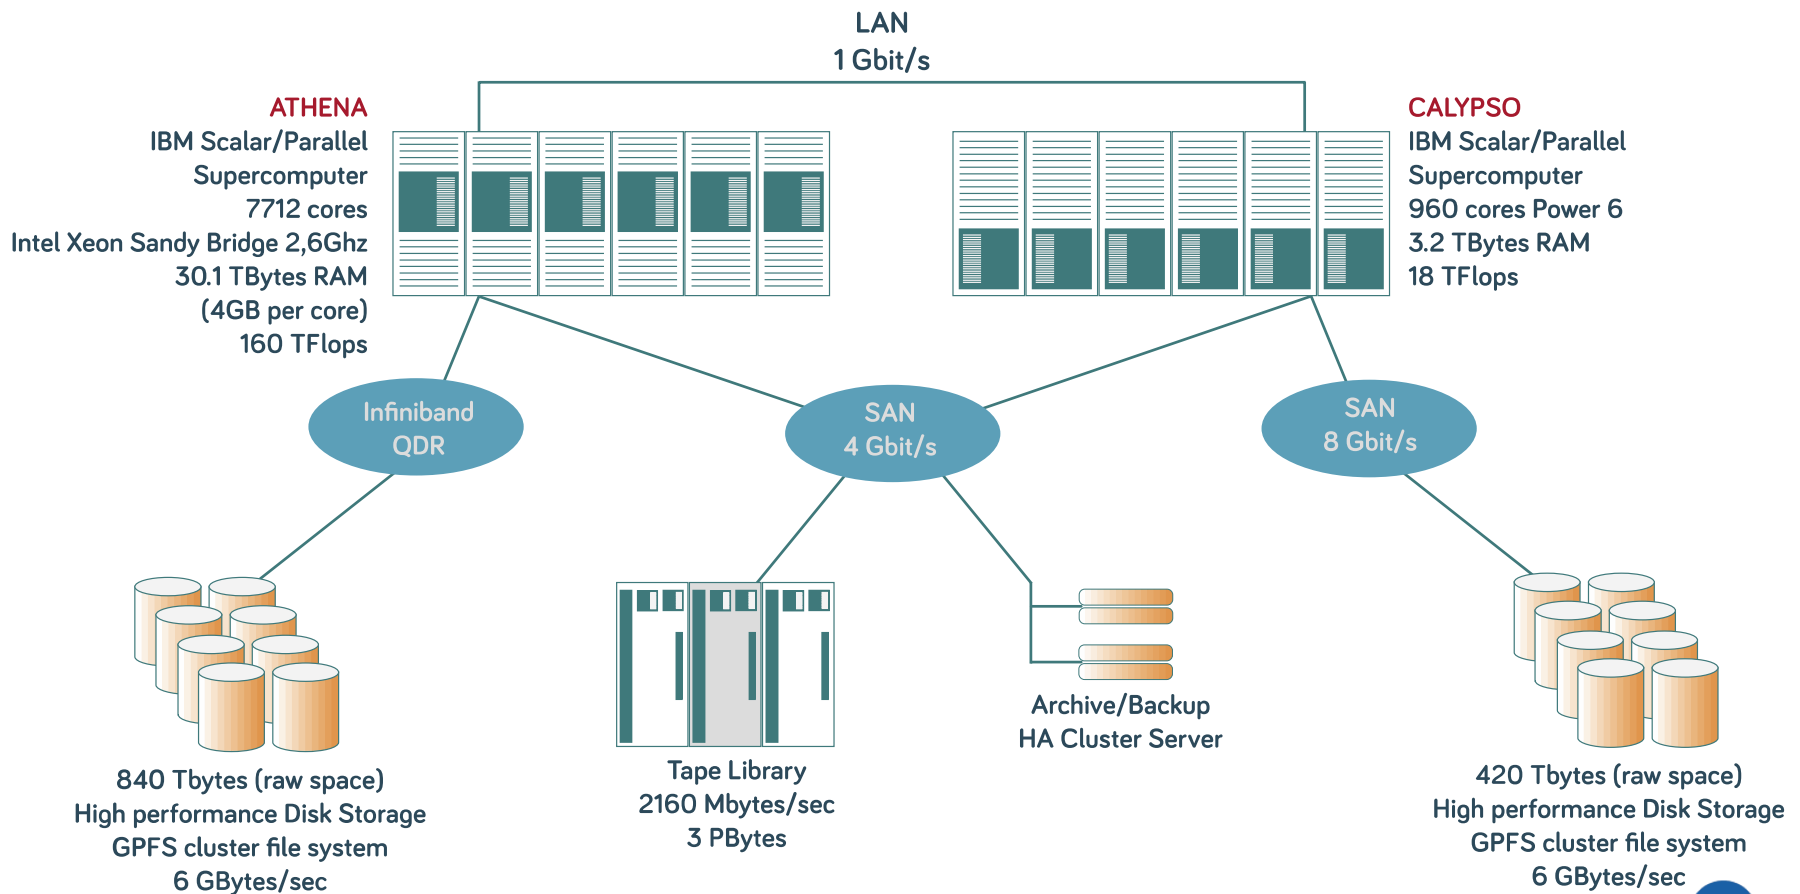 LAN
1 Gbit/s
ATHENA
IBM Scalar/Parallel
Supercomputer
7712 cores
Intel Xeon Sandy Bridge 2,6Ghz
30.1 TBytes RAM
(4GB per core)
160 TFlops
CALYPSO
IBM Scalar/Parallel
Supercomputer
960 cores Power 6
3.2 TBytes RAM
18 TFlops
Infiniband
QDR
SAN
4 Gbit/s
SAN
8 Gbit/s
840 Tbytes (raw space)
High performance Disk Storage
GPFS cluster file system
6 GBytes/sec
Tape Library
2160 Mbytes/sec
3 PBytes
Archive/Backup
HA Cluster Server
420 Tbytes (raw space)
High performance Disk Storage
GPFS cluster file system
6 GBytes/sec